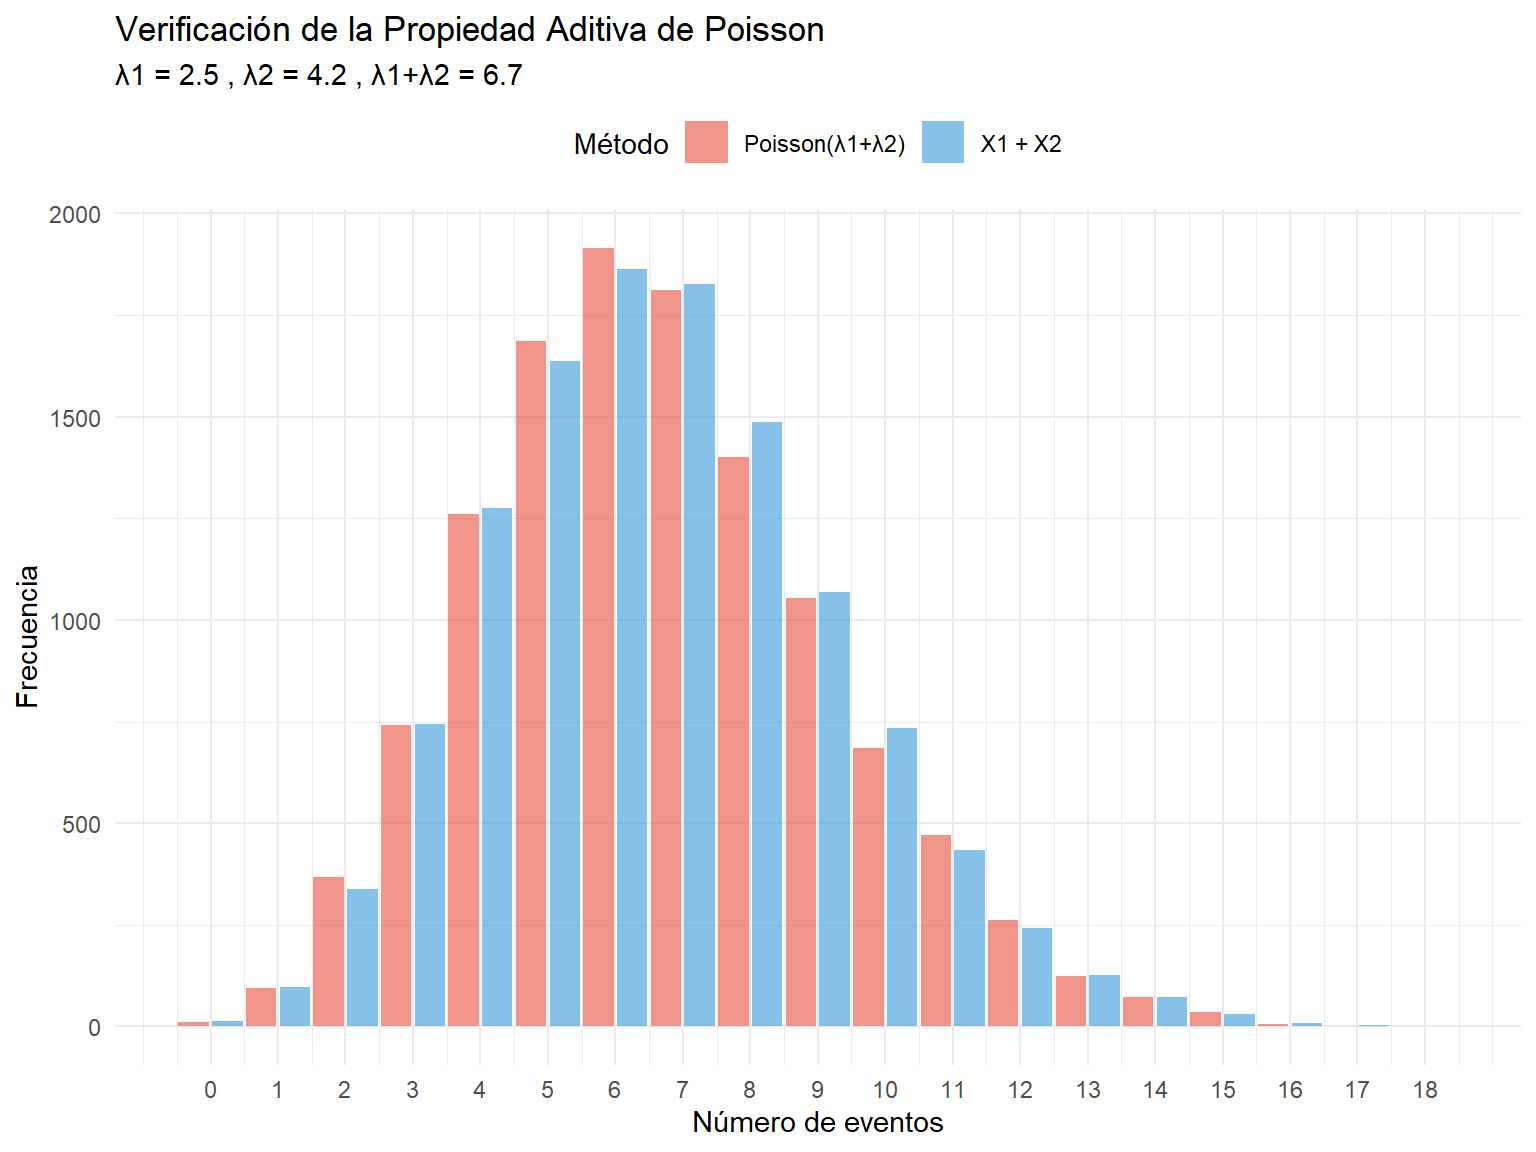 Verificación de la Propiedad Aditiva de Poisson
λ1 = 2.5 , λ2 = 4.2 , λ1+λ2 = 6.7
Método Poisson(λ1+λ2) X1 + X2
2000
1500
1000
500
0
Frecuencia
0 1 2 3 4 5 6 7 8 9 10 11 12 13 14 15 16 17 18
Número de eventos